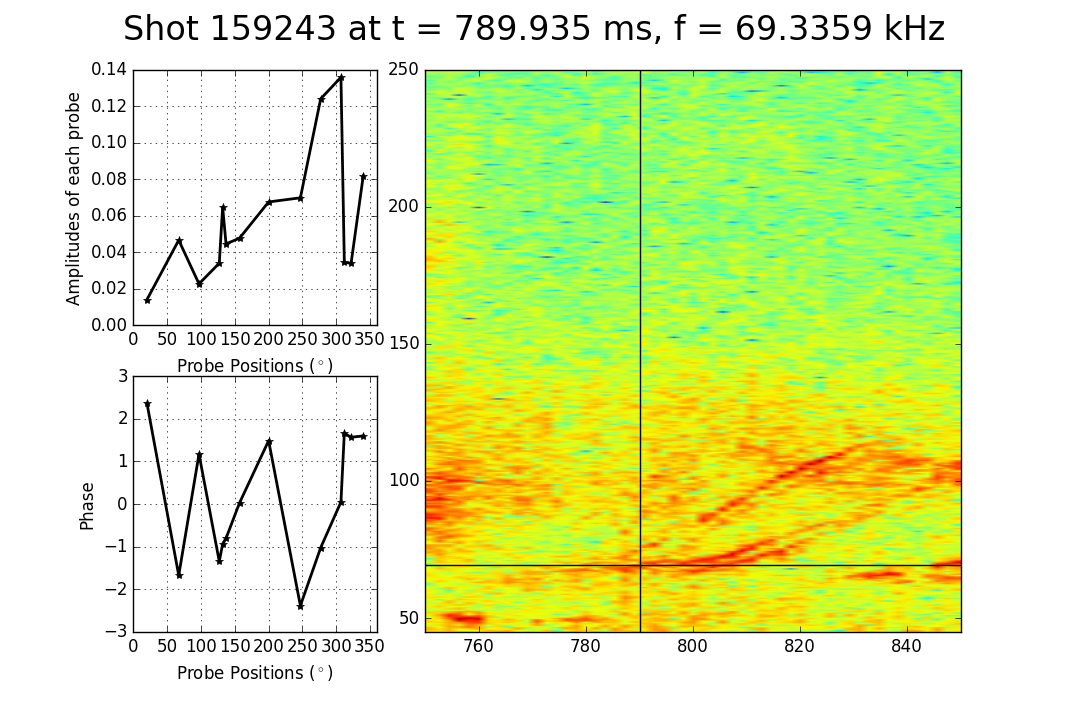 Shot 159243 at t = 789.935 ms, f = 69.3359 kHz
Amplitudes of each probe
0.14
0.12
0.10
0.08
0.06
0.04
0.02
0.00
0 50 100 150 200 250 300 350
Probe Positions (°)
Phase
3
2
1
0
−1
−2
−3
0 50 100 150 200 250 300 350
Probe Positions (°)
250
200
150
100
50
760 780 800 820 840